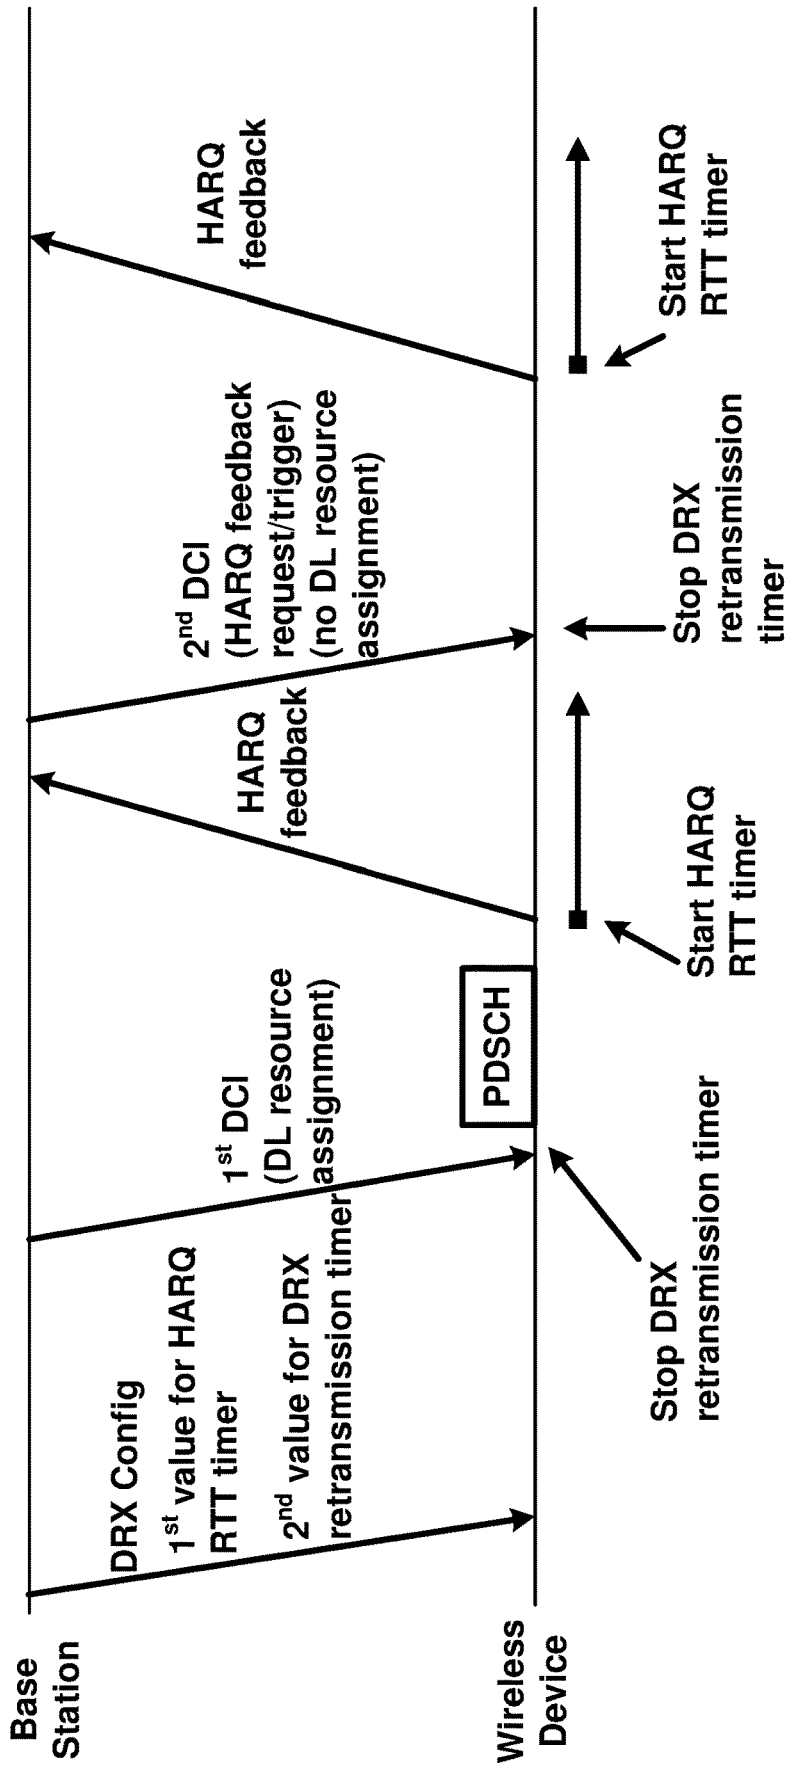 Base
Station
Wireless
Device
DRX Config
1st value for HARQ
RTT timer
2nd value for DRX
retransmission timer
1st DCI
(DL resource
assignment)
PDSCH
HARQ
feedback
2nd DCI
(HARQ feedback
request/trigger)
(no DL resource
assignment)
HARQ
feedback
Stop DRX
retransmission timer
Start HARQ
RTT timer
Stop DRX
retransmission
timer
Start HARQ
RTT timer